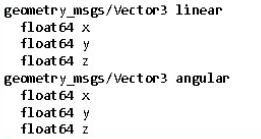 geometry_msgs/Vector3 linear
  float64 x
  float64 y
  float64 z
geometry_msgs/Vector3 angular
  float64 x
  float64 y
  float64 z